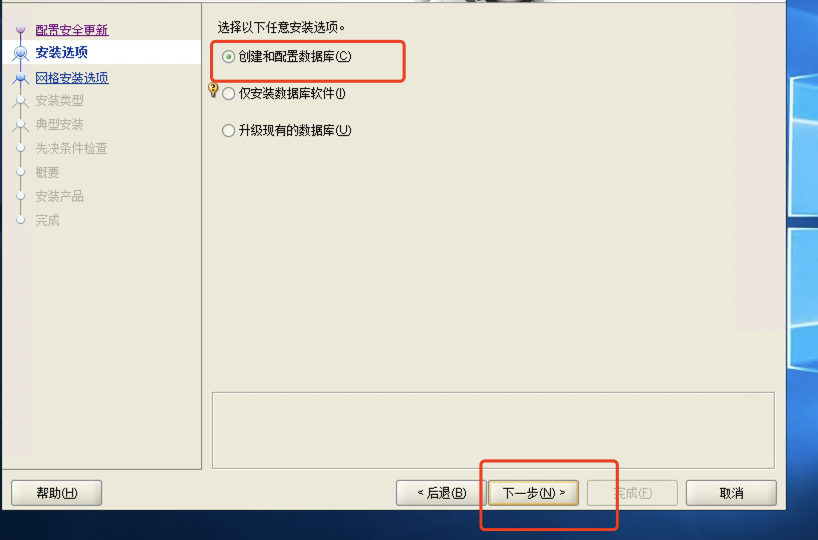 配置安全更新
安装选项
网格安装选项
安装类型
典型安装
先决条件检查
概要
安装产品
完成
选择以下任意安装选项。
创建和配置数据库(C)
仅安装数据库软件(I)
升级现有的数据库(U)
帮助(H)
< 后退(B)
下一步(N) >
完成(F)
取消